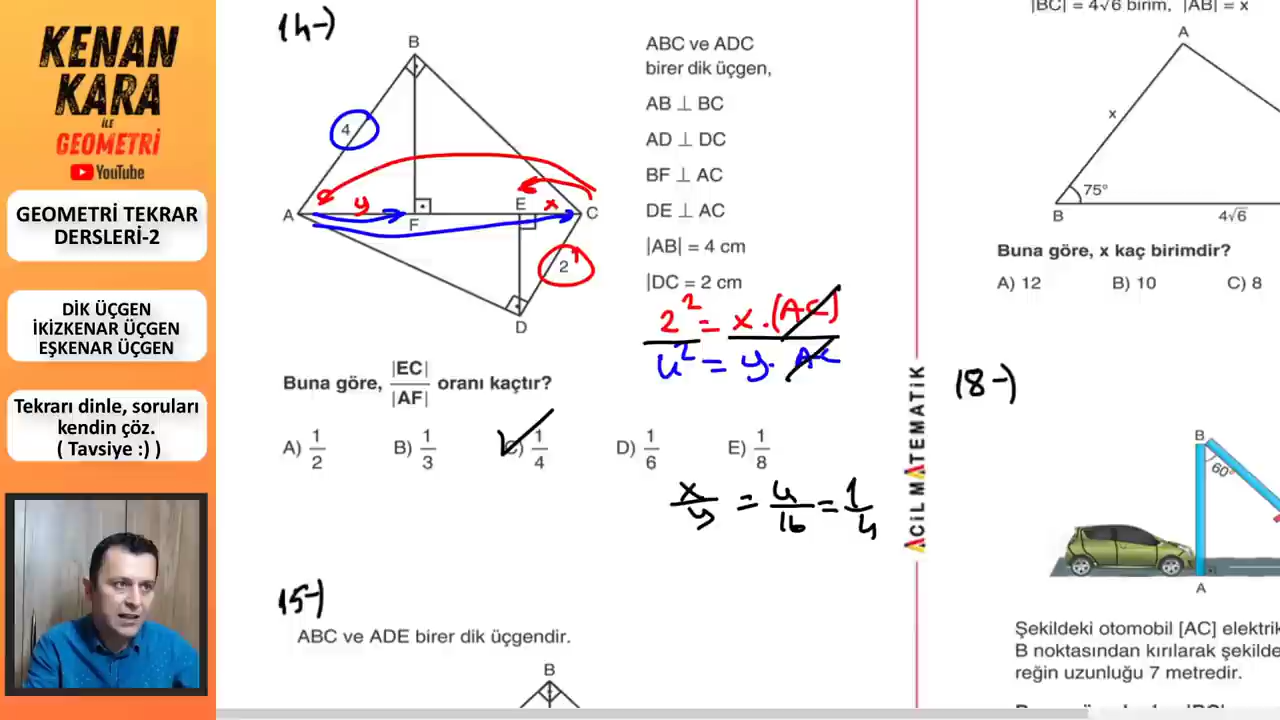 KENAN
KARA
İLE
GEOMETRİ
YouTube
GEOMETRİ TEKRAR
DERSLERİ-2
DİK ÜÇGEN
İKİZKENAR ÜÇGEN
EŞKENAR ÜÇGEN
Tekrarı dinle, soruları
kendin çöz.
( Tavsiye :) )
14-)
B
4
A
y
F
E
x
C
2
D
ABC ve ADC
birer dik üçgen,
AB ⊥ BC
AD ⊥ DC
BF ⊥ AC
DE ⊥ AC
|AB| = 4 cm
|DC = 2 cm
2² = x.(AC)
4² = y.AC
Buna göre, |EC| / |AF| oranı kaçtır?
A) 1/2 B) 1/3 C) 1/4 D) 1/6 E) 1/8
x/y = 4/16 = 1/4
15-)
ABC ve ADE birer dik üçgendir.
B
ACİL MATEMATİK
|BC| = 4√6 birim, |AB| = x
A
x
75°
B
4√6
Buna göre, x kaç birimdir?
A) 12 B) 10 C) 8
18-)
B
60°
A
Şekildeki otomobil [AC] elektrik
B noktasından kırılarak şekilde
reğin uzunluğu 7 metredir.